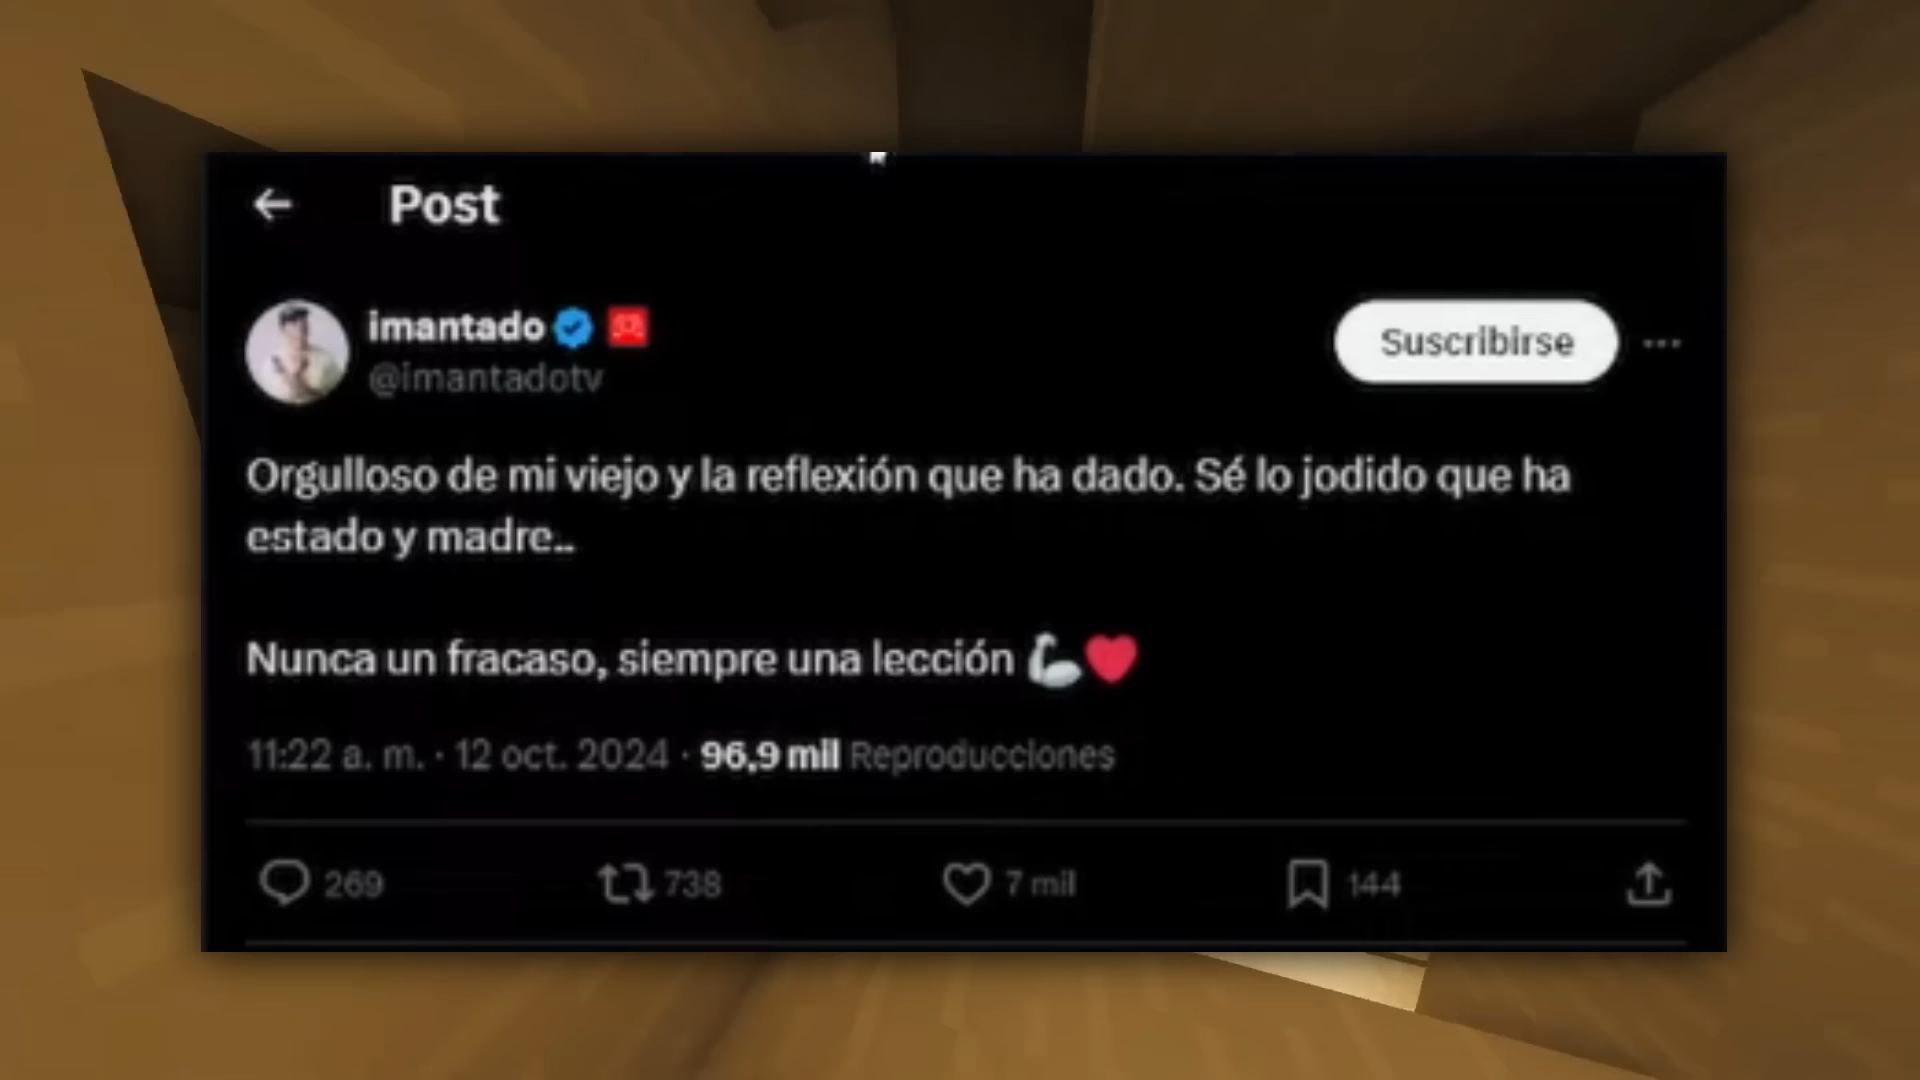 Post
imantado
@imantadotv
Suscribirse
Orgulloso de mi viejo y la reflexión que ha dado. Sé lo jodido que ha
estado y madre..
Nunca un fracaso, siempre una lección 💪❤️
11:22 a. m. · 12 oct. 2024 · 96,9 mil Reproducciones
269 738 7 mil 144